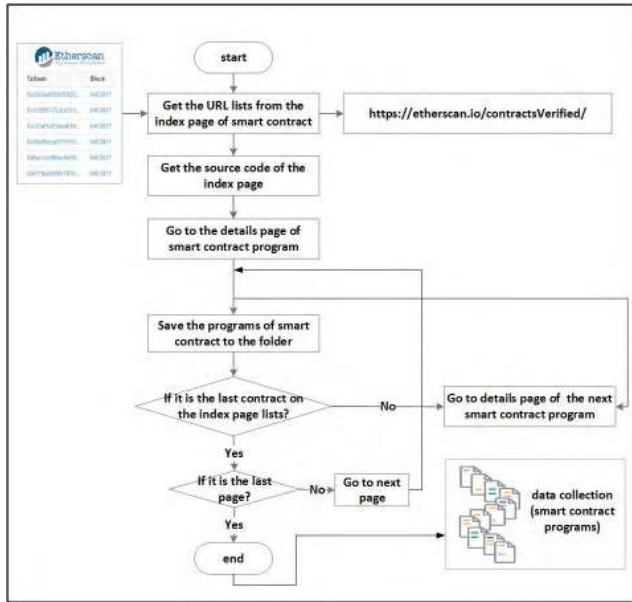 Etherscan
start
Get the URL lists from the
index page of smart contract
https://etherscan.io/contractsVerified/
Get the source code of the
index page
Go to the details page of
smart contract program
Save the programs of smart
contract to the folder
If it is the last contract on
the index page lists?
No
Go to details page of the next
smart contract program
Yes
If it is the last
page?
No
Go to next
page
Yes
end
data collection
(smart contract
programs)